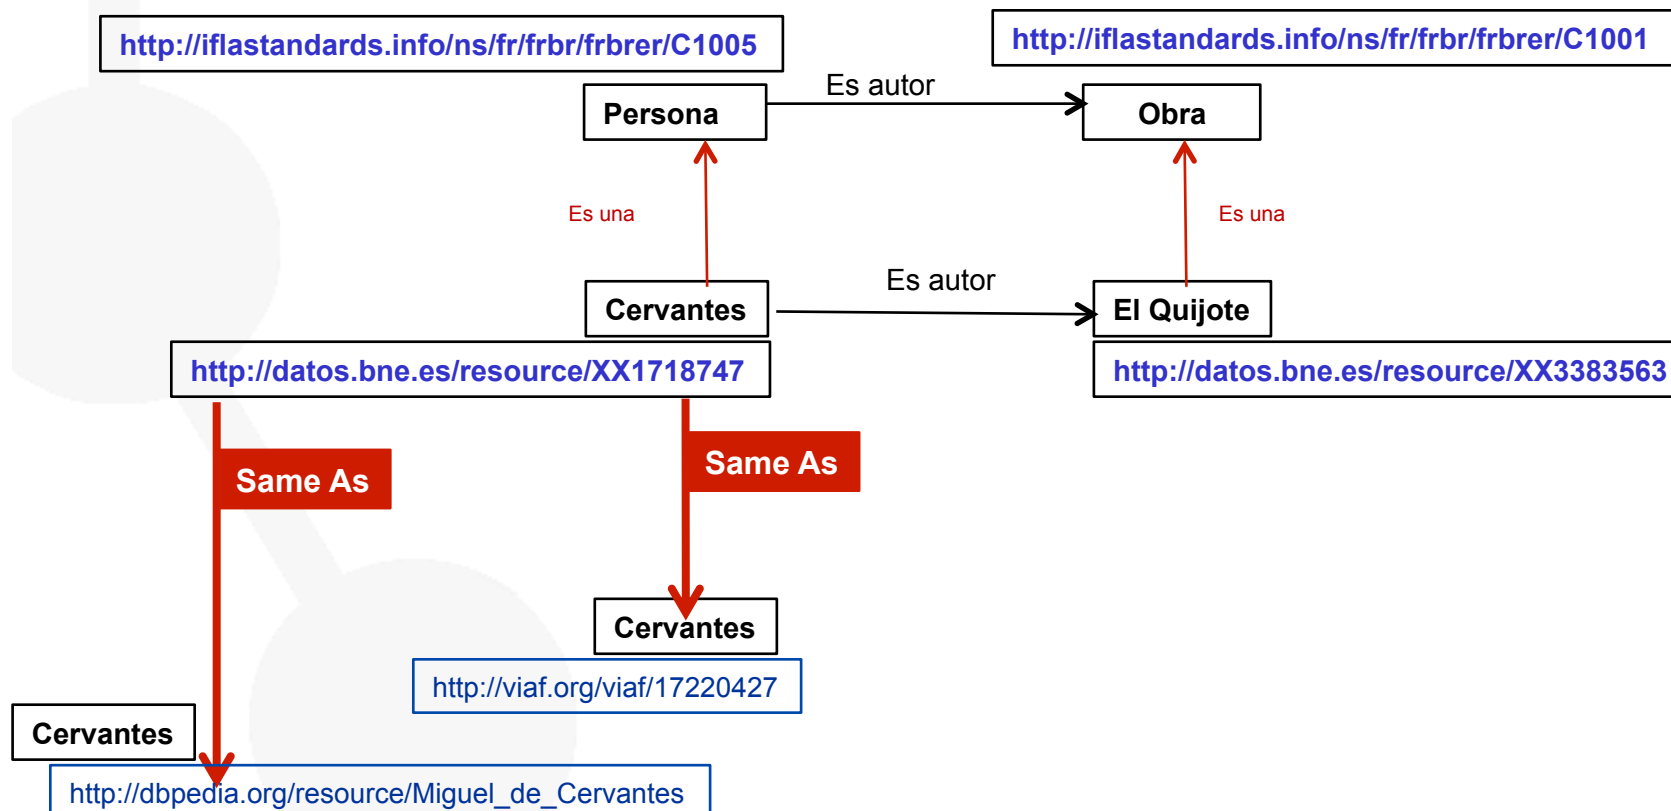 http://iflastandards.info/ns/fr/frbr/frbrer/C1005
http://iflastandards.info/ns/fr/frbr/frbrer/C1001
Persona
Es autor
Obra
Es una
Es una
Cervantes
Es autor
El Quijote
http://datos.bne.es/resource/XX1718747
http://datos.bne.es/resource/XX3383563
Same As
Same As
Cervantes
http://viaf.org/viaf/17220427
Cervantes
http://dbpedia.org/resource/Miguel_de_Cervantes